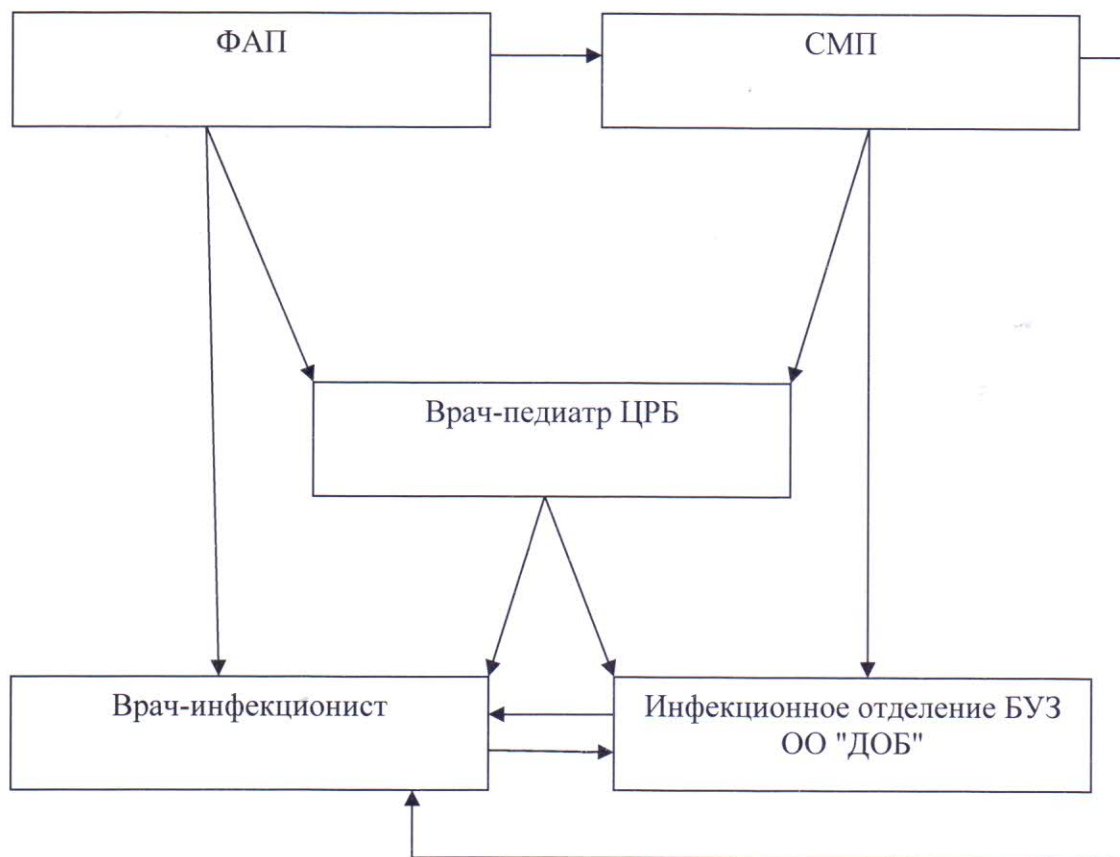 ФАП
СМП
Врач-педиатр ЦРБ
Врач-инфекционист
Инфекционное отделение БУЗ
ОО "ДОБ"